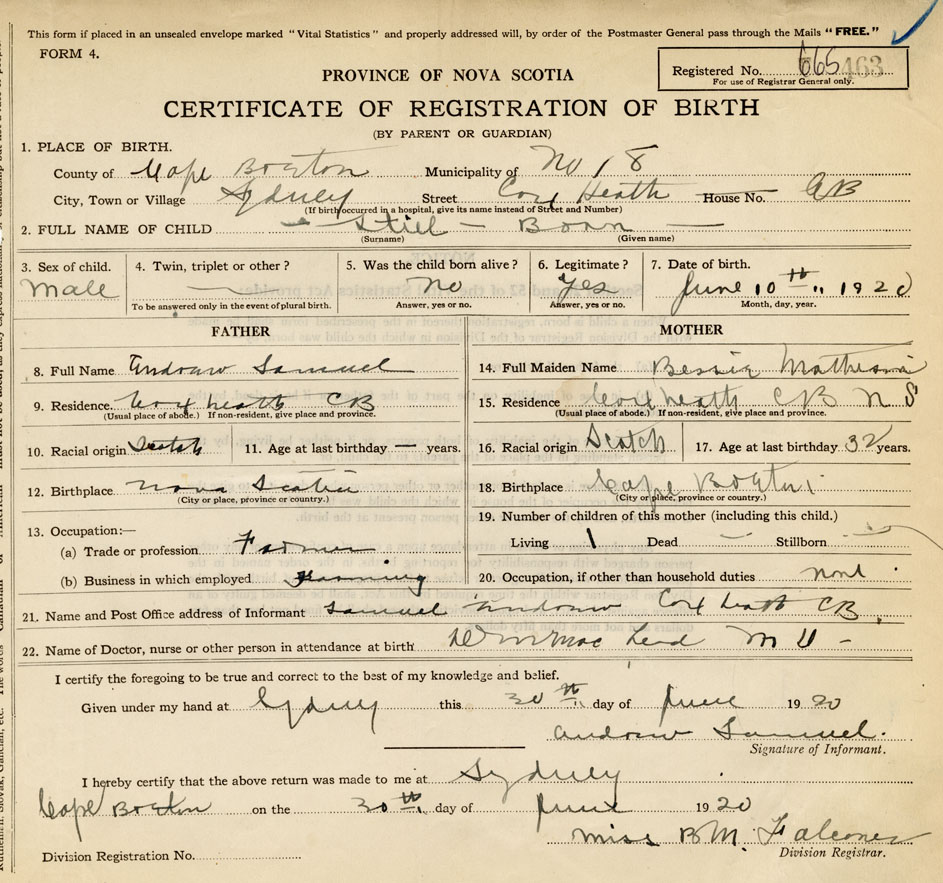 This form if placed in an unsealed envelope marked "Vital Statistics" and properly addressed will, by order of the Postmaster General pass through the Mails "FREE."
FORM 4.
Registered No. 665 463
For use of Registrar General only.
PROVINCE OF NOVA SCOTIA
CERTIFICATE OF REGISTRATION OF BIRTH
(BY PARENT OR GUARDIAN)
1. PLACE OF BIRTH.
County of Cape Breton Municipality of No 18
City, Town or Village Sydney Street Cox Heath House No. CB
(If birth occurred in a hospital, give its name instead of Street and Number)
2. FULL NAME OF CHILD — Still — Born —
(Surname) (Given name)
3. Sex of child. 4. Twin, triplet or other? 5. Was the child born alive? 6. Legitimate? 7. Date of birth.
Male — No Yes June 10th 1920
To be answered only in the event of plural birth. Answer, yes or no. Answer, yes or no. Month, day, year.
FATHER MOTHER
8. Full Name Andrew Samuel 14. Full Maiden Name Bessie Matheson
9. Residence. Cox heath CB 15. Residence Cox heath CB N S
(Usual place of abode.) If non-resident, give place and province. (Usual place of abode.) If non-resident, give place and province.
10. Racial origin Scotch 11. Age at last birthday — years. 16. Racial origin Scotch 17. Age at last birthday 32 years.
12. Birthplace Nova Scotia 18. Birthplace Cape Breton
(City or place, province or country.) (City or place, province or country.)
13. Occupation:— 19. Number of children of this mother (including this child.)
(a) Trade or profession Farmer Living 1 Dead — Stillborn —
(b) Business in which employed Farming 20. Occupation, if other than household duties none
21. Name and Post Office address of Informant Samuel Andrew Cox heath CB
22. Name of Doctor, nurse or other person in attendance at birth Mac Leod M D -
I certify the foregoing to be true and correct to the best of my knowledge and belief.
Given under my hand at Sydney this 30th day of June 1920
Andrew Samuel.
Signature of Informant.
I hereby certify that the above return was made to me at Sydney
Cape Breton on the 30th day of June 1920
Miss B.M. Falconer
Division Registration No. Division Registrar.